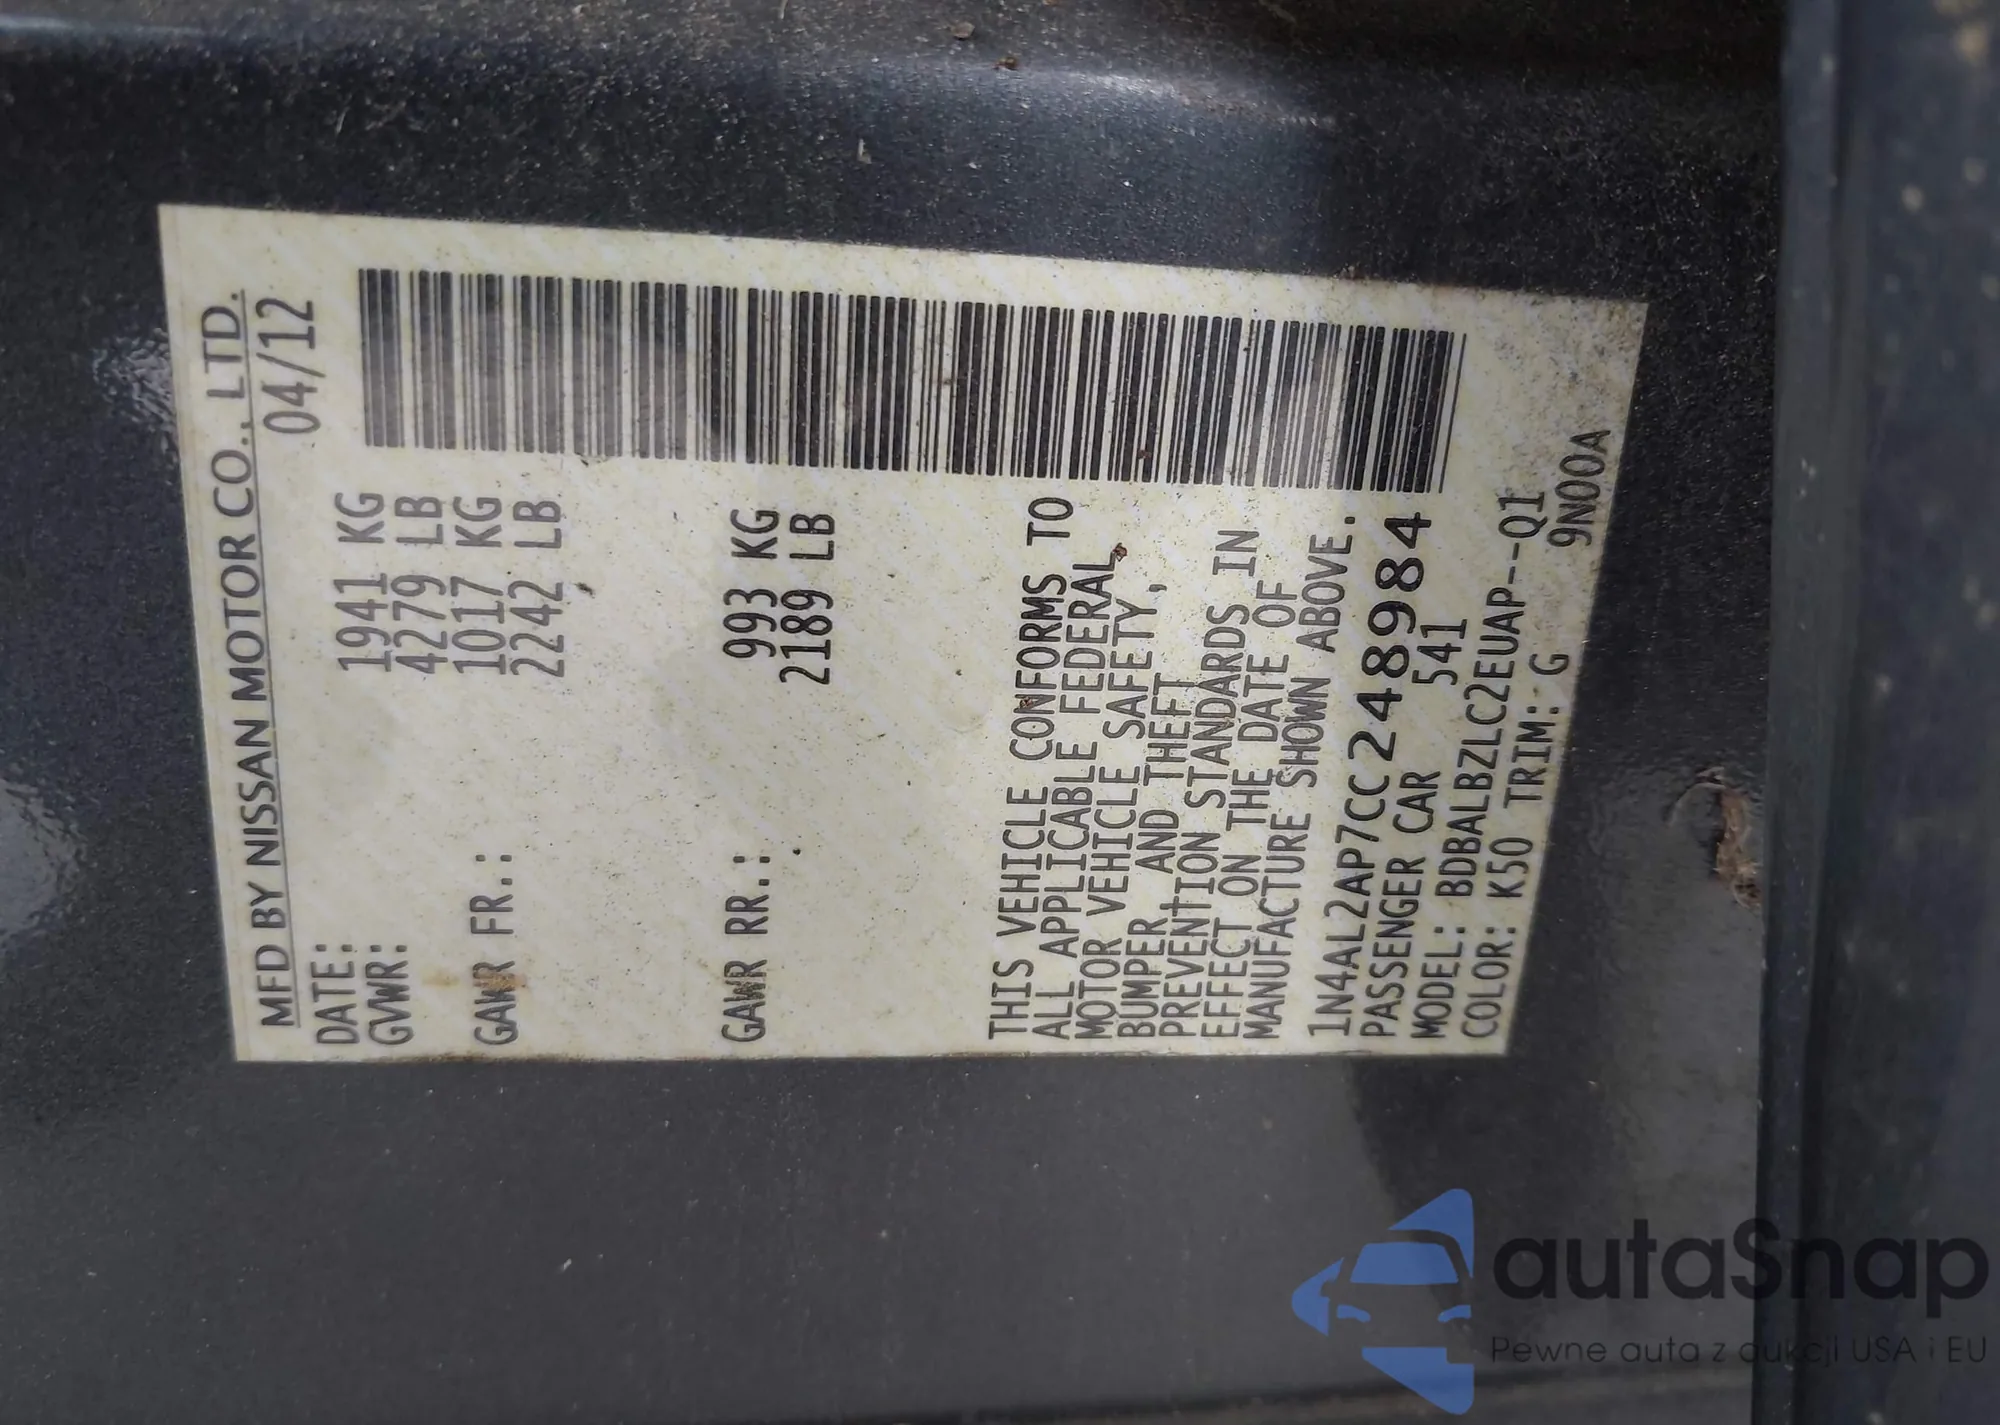 MFD BY NISSAN MOTOR CO., LTD.
DATE: 04/12
GVWR: 1941 KG
4279 LB
GAWR FR.: 1017 KG
2242 LB
GAWR RR.: 993 KG
2189 LB
THIS VEHICLE CONFORMS TO
ALL APPLICABLE FEDERAL
MOTOR VEHICLE SAFETY,
BUMPER AND THEFT
PREVENTION STANDARDS IN
EFFECT ON THE DATE OF
MANUFACTURE SHOWN ABOVE.
1N4AL2AP7CC248984
PASSENGER CAR 541
MODEL: BDBALBZLC2EUAP--Q1
COLOR: K50 TRIM: G 9N00A
autaSnap
Pewne auta z aukcji USA i EU